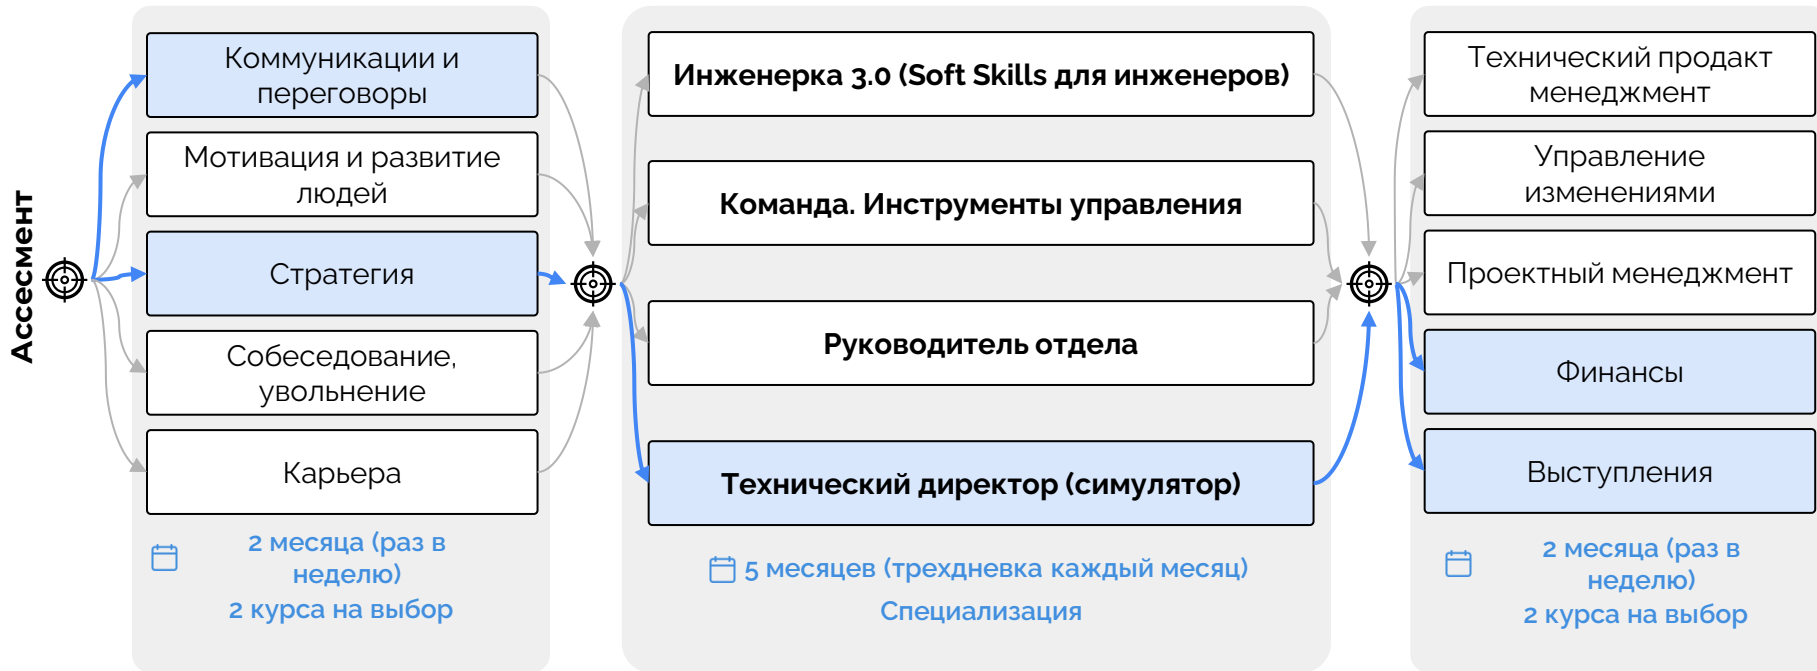 Ассесмент
Коммуникации и
переговоры
Мотивация и развитие
людей
Стратегия
Собеседование,
увольнение
Карьера
2 месяца (раз в
неделю)
2 курса на выбор
Инженерка 3.0 (Soft Skills для инженеров)
Команда. Инструменты управления
Руководитель отдела
Технический директор (симулятор)
5 месяцев (трехдневка каждый месяц)
Специализация
Технический продакт
менеджмент
Управление
изменениями
Проектный менеджмент
Финансы
Выступления
2 месяца (раз в
неделю)
2 курса на выбор